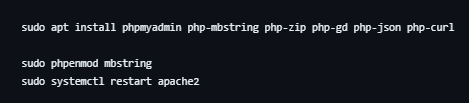 sudo apt install phpmyadmin php-mbstring php-zip php-gd php-json php-curl
sudo phpenmod mbstring
sudo systemctl restart apache2